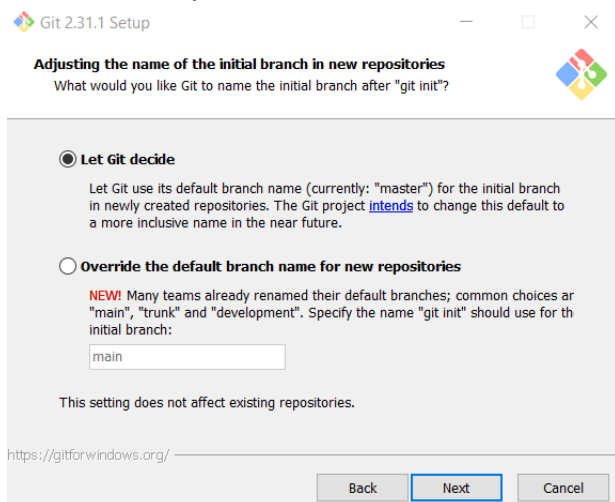 Git 2.31.1 Setup
Adjusting the name of the initial branch in new repositories
What would you like Git to name the initial branch after "git init"?
Let Git decide
Let Git use its default branch name (currently: "master") for the initial branch
in newly created repositories. The Git project intends to change this default to
a more inclusive name in the near future.
Override the default branch name for new repositories
NEW! Many teams already renamed their default branches; common choices ar
"main", "trunk" and "development". Specify the name "git init" should use for th
initial branch:
main
This setting does not affect existing repositories.
https://gitforwindows.org/
Back Next Cancel